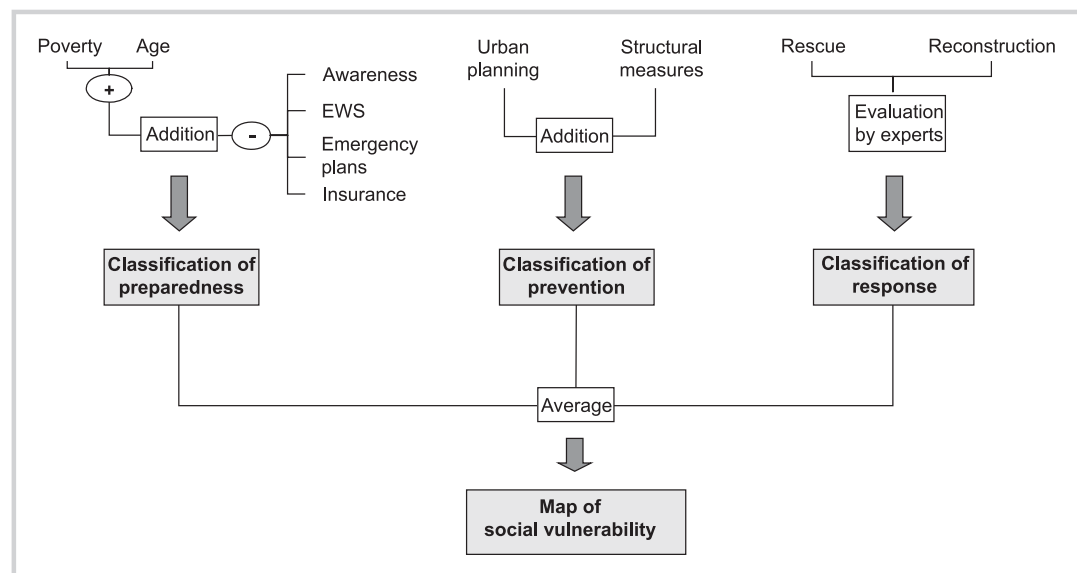 Poverty Age
+
Addition
-
Awareness
EWS
Emergency
plans
Insurance
Classification of
preparedness
Urban
planning
Structural
measures
Addition
Classification of
prevention
Rescue
Reconstruction
Evaluation
by experts
Classification of
response
Average
Map of
social vulnerability